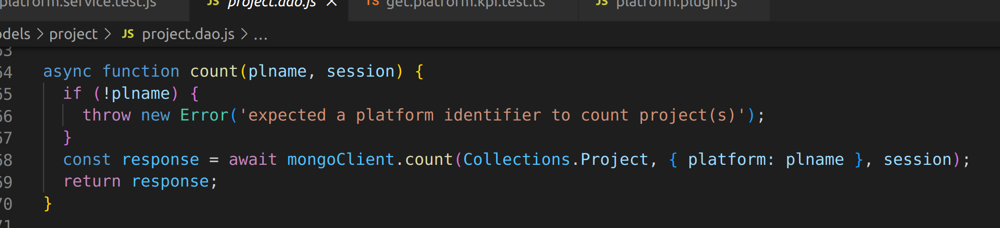 platform.service.test.js JS project.dao.js × TS get.platform.kpi.test.ts JS platform.plugin.js
odels > project > JS project.dao.js > ...
63
64 async function count(plname, session) {
65 if (!plname) {
66 throw new Error('expected a platform identifier to count project(s)');
67 }
68 const response = await mongoClient.count(Collections.Project, { platform: plname }, session);
69 return response;
70 }
71